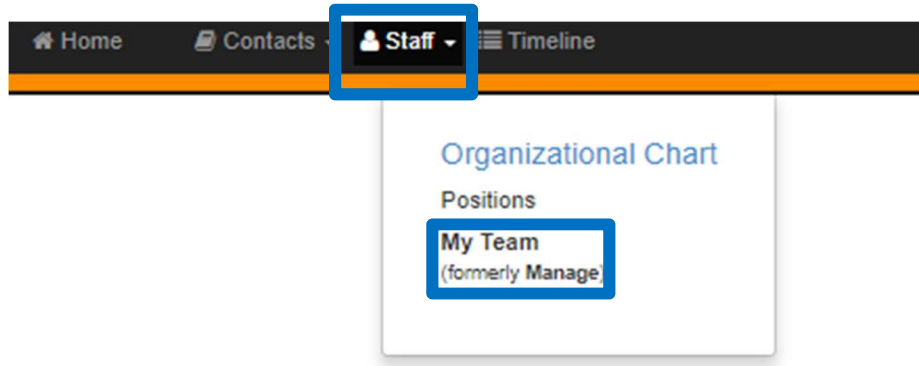 Home Contacts Staff Timeline
Organizational Chart
Positions
My Team
(formerly Manage)